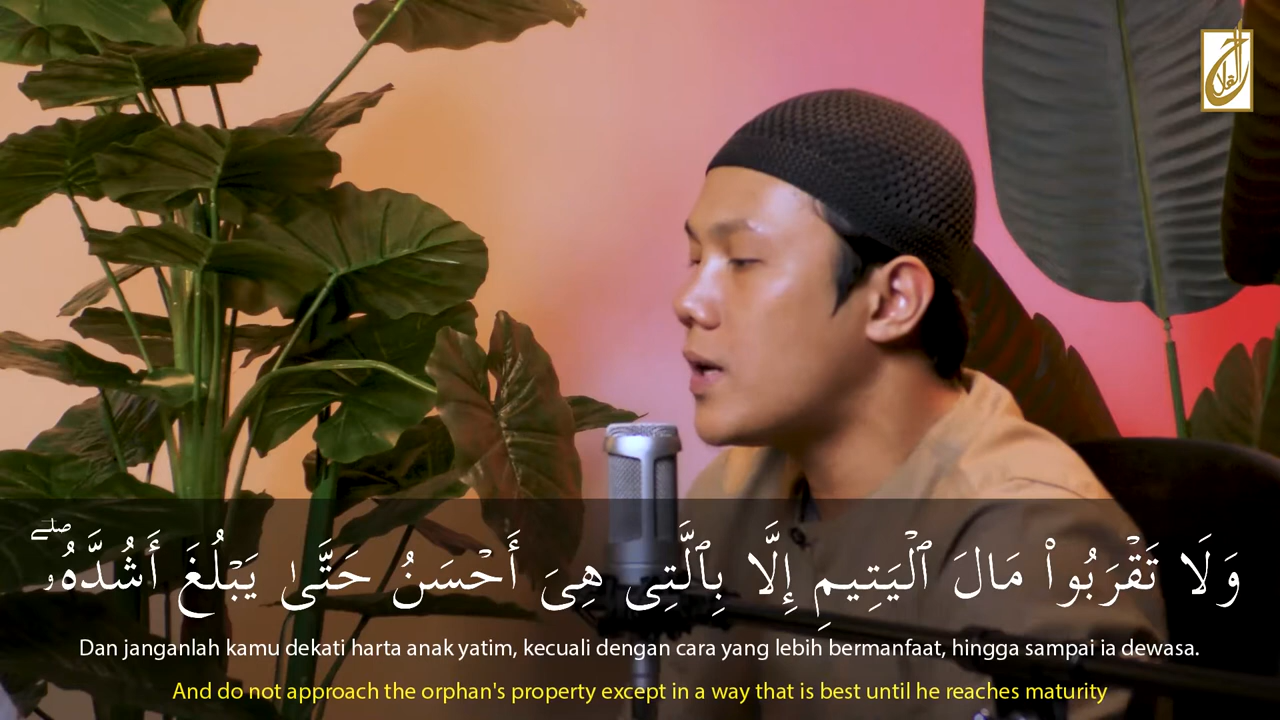 وَلَا تَقْرَبُوا۟ مَالَ ٱلْيَتِيمِ إِلَّا بِٱلَّتِى هِىَ أَحْسَنُ حَتَّىٰ يَبْلُغَ أَشُدَّهُۥ ۖ
Dan janganlah kamu dekati harta anak yatim, kecuali dengan cara yang lebih bermanfaat, hingga sampai ia dewasa.
And do not approach the orphan's property except in a way that is best until he reaches maturity